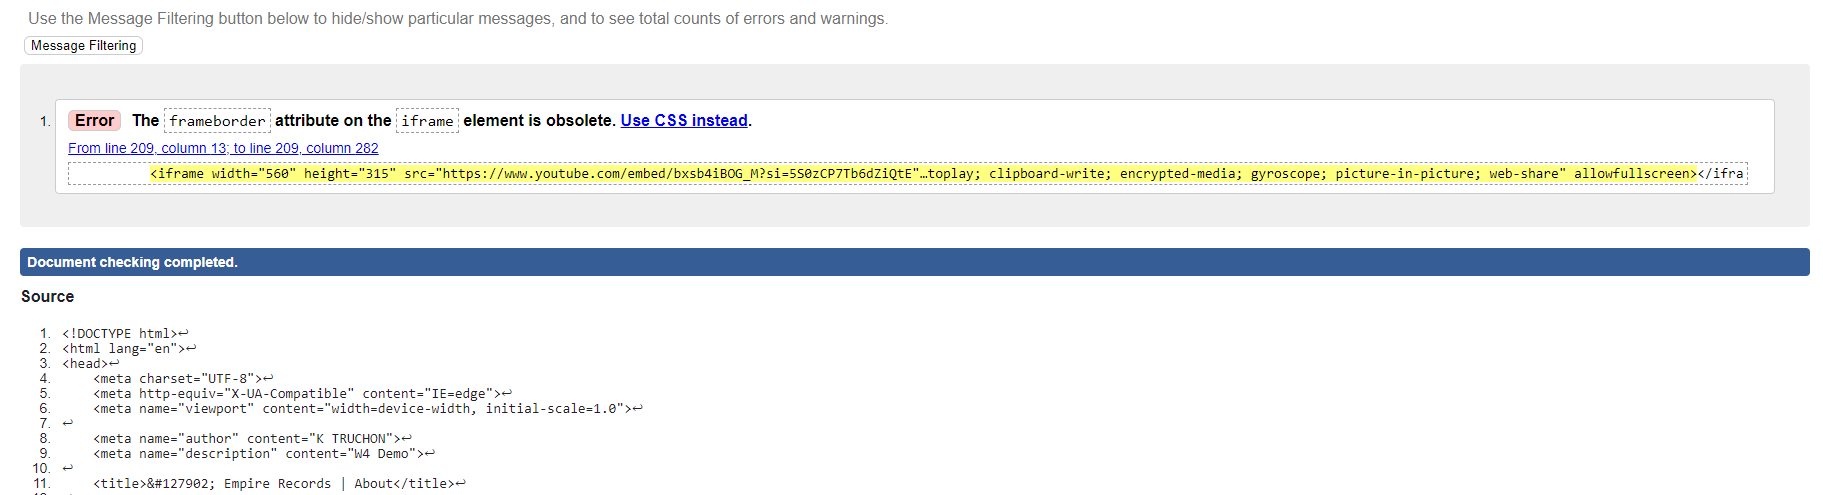 Use the Message Filtering button below to hide/show particular messages, and to see total counts of errors and warnings.
Message Filtering
1. Error The frameborder attribute on the iframe element is obsolete. Use CSS instead.
From line 209, column 13; to line 209, column 282
<iframe width="560" height="315" src="https://www.youtube.com/embed/bxsb4iBOG_M?si=5S0zCP7Tb6dZiQtE"…toplay; clipboard-write; encrypted-media; gyroscope; picture-in-picture; web-share" allowfullscreen></ifra
Document checking completed.
Source
1. <!DOCTYPE html>↩
2. <html lang="en">↩
3. <head>↩
4. <meta charset="UTF-8">↩
5. <meta http-equiv="X-UA-Compatible" content="IE=edge">↩
6. <meta name="viewport" content="width=device-width, initial-scale=1.0">↩
7. ↩
8. <meta name="author" content="K TRUCHON">↩
9. <meta name="description" content="W4 Demo">↩
10. ↩
11. <title>&#127902; Empire Records | About</title>↩